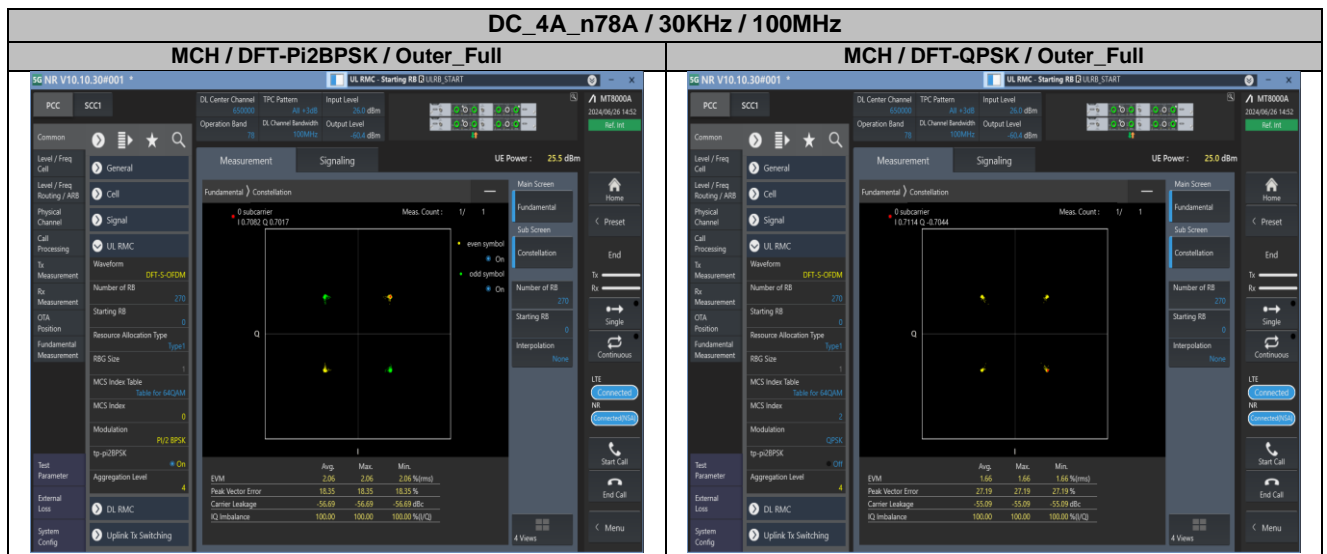 DC_4A_n78A / 30KHz / 100MHz
MCH / DFT-Pi2BPSK / Outer_Full
SG NR V10.10.30#001 *
UL RMC - Starting RB ULRB_START
PCC SCC1
DL Center Channel TPC Pattern Input Level
650000 All +3dB 26.0 dBm
Operation Band DL Channel Bandwidth Output Level
78 100MHz -60.4 dBm
MT8000A
2024/06/26 14:52
Ref. Int
Common
Level / Freq
Cell
Level / Freq
Routing / ARB
Physical
Channel
Call
Processing
Tx
Measurement
Rx
Measurement
OTA
Position
Fundamental
Measurement
Test
Parameter
External
Loss
System
Config
General
Cell
Signal
UL RMC
Waveform
DFT-S-OFDM
Number of RB
270
Starting RB
0
Resource Allocation Type
Type1
RBG Size
1
MCS Index Table
Table for 64QAM
MCS Index
0
Modulation
PI/2 BPSK
tp-pi2BPSK
On
Aggregation Level
4
DL RMC
Uplink Tx Switching
Measurement Signaling
UE Power : 25.5 dBm
Fundamental Constellation
0 subcarrier
I 0.7082 Q 0.7017
Meas. Count : 1/ 1
even symbol
On
odd symbol
On
Q
I
Avg. Max. Min.
EVM 2.06 2.06 2.06 %(rms)
Peak Vector Error 18.35 18.35 18.35 %
Carrier Leakage -56.69 -56.69 -56.69 dBc
IQ Imbalance 100.00 100.00 100.00 %(I/Q)
Main Screen
Fundamental
Sub Screen
Constellation
Number of RB
270
Starting RB
0
Interpolation
None
4 Views
Home
Preset
End
Tx
Rx
Single
Continuous
LTE
Connected
NR
Connected(NSA)
Start Call
End Call
Menu
MCH / DFT-QPSK / Outer_Full
SG NR V10.10.30#001 *
UL RMC - Starting RB ULRB_START
PCC SCC1
DL Center Channel TPC Pattern Input Level
650000 All +3dB 26.0 dBm
Operation Band DL Channel Bandwidth Output Level
78 100MHz -60.4 dBm
MT8000A
2024/06/26 14:52
Ref. Int
Common
Level / Freq
Cell
Level / Freq
Routing / ARB
Physical
Channel
Call
Processing
Tx
Measurement
Rx
Measurement
OTA
Position
Fundamental
Measurement
Test
Parameter
External
Loss
System
Config
General
Cell
Signal
UL RMC
Waveform
DFT-S-OFDM
Number of RB
270
Starting RB
0
Resource Allocation Type
Type1
RBG Size
1
MCS Index Table
Table for 64QAM
MCS Index
2
Modulation
QPSK
tp-pi2BPSK
Off
Aggregation Level
4
DL RMC
Uplink Tx Switching
Measurement Signaling
UE Power : 25.0 dBm
Fundamental Constellation
0 subcarrier
I 0.7114 Q -0.7044
Meas. Count : 1/ 1
Q
I
Avg. Max. Min.
EVM 1.66 1.66 1.66 %(rms)
Peak Vector Error 27.19 27.19 27.19 %
Carrier Leakage -55.09 -55.09 -55.09 dBc
IQ Imbalance 100.00 100.00 100.00 %(I/Q)
Main Screen
Fundamental
Sub Screen
Constellation
Number of RB
270
Starting RB
0
Interpolation
None
4 Views
Home
Preset
End
Tx
Rx
Single
Continuous
LTE
Connected
NR
Connected(NSA)
Start Call
End Call
Menu